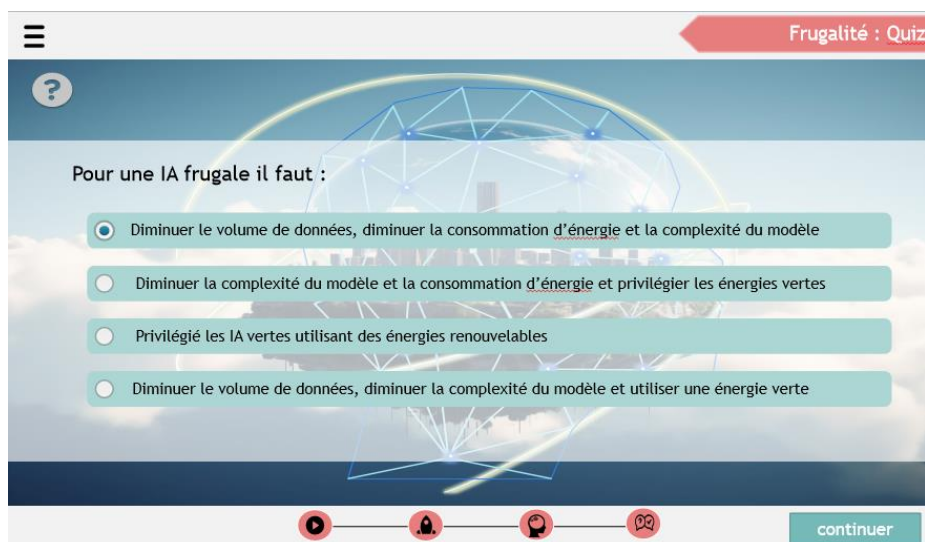 Frugalité : Quiz
?
Pour une IA frugale il faut :
Diminuer le volume de données, diminuer la consommation d’énergie et la complexité du modèle
Diminuer la complexité du modèle et la consommation d’énergie et privilégier les énergies vertes
Privilégié les IA vertes utilisant des énergies renouvelables
Diminuer le volume de données, diminuer la complexité du modèle et utiliser une énergie verte
continuer